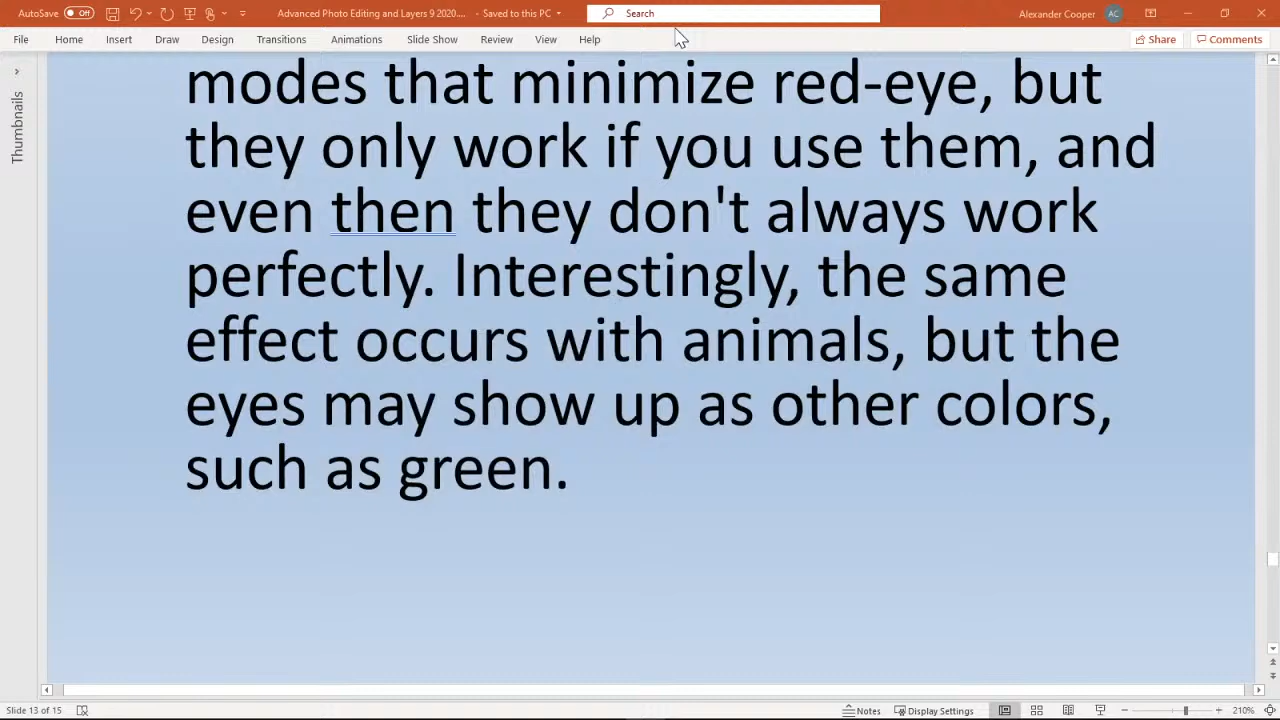 AutoSave Off Advanced Photo Editing and Layers 9 2020.... - Saved to this PC Search Alexander Cooper AC
File Home Insert Draw Design Transitions Animations Slide Show Review View Help Share Comments
Thumbnails
modes that minimize red-eye, but
they only work if you use them, and
even then they don't always work
perfectly. Interestingly, the same
effect occurs with animals, but the
eyes may show up as other colors,
such as green.
Slide 13 of 15 Notes Display Settings 210%